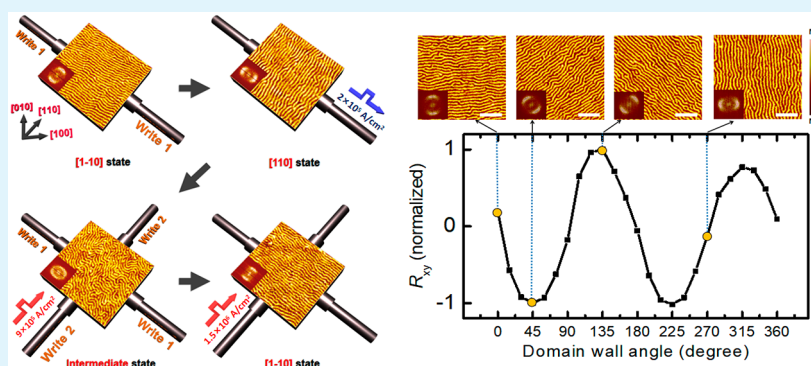 Write 1
[010]
[110]
[100]
Write 1
[1-10] state
2×10⁵ A/cm²
[110] state
Write 1
Write 2
9×10⁵ A/cm²
Write 2
Write 1
Intermediate state
1.5×10⁶ A/cm²
[1-10] state
1
0
-1
Rxy (normalized)
0 45 90 135 180 225 270 315 360
Domain wall angle (degree)